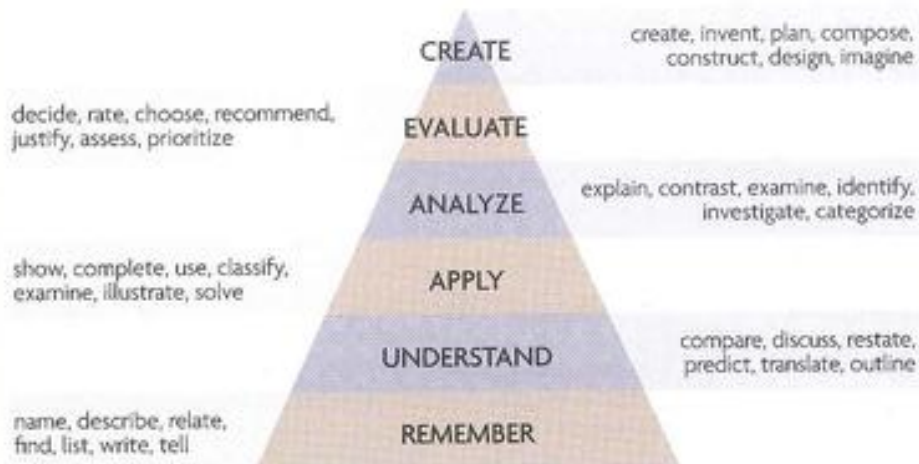 CREATE
create, invent, plan, compose,
construct, design, imagine
decide, rate, choose, recommend,
justify, assess, prioritize
EVALUATE
ANALYZE
explain, contrast, examine, identify,
investigate, categorize
show, complete, use, classify,
examine, illustrate, solve
APPLY
UNDERSTAND
compare, discuss, restate,
predict, translate, outline
name, describe, relate,
find, list, write, tell
REMEMBER